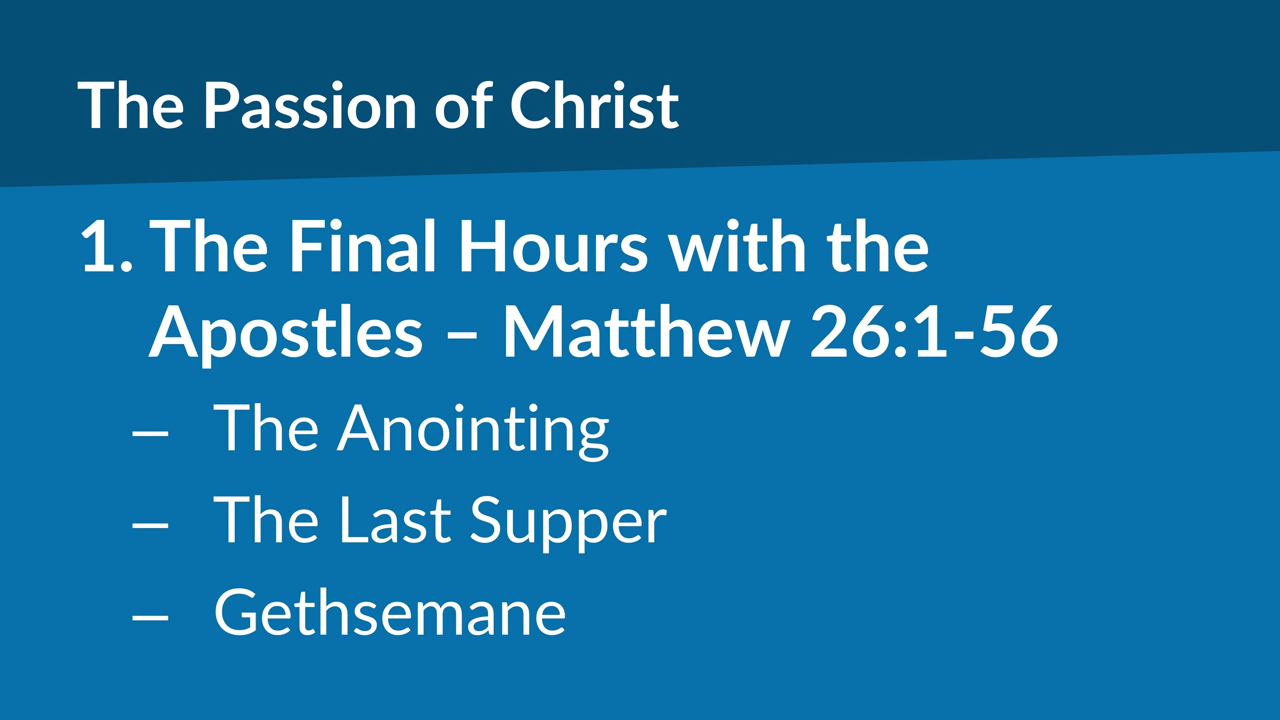 The Passion of Christ
1. The Final Hours with the
Apostles – Matthew 26:1-56
– The Anointing
– The Last Supper
– Gethsemane